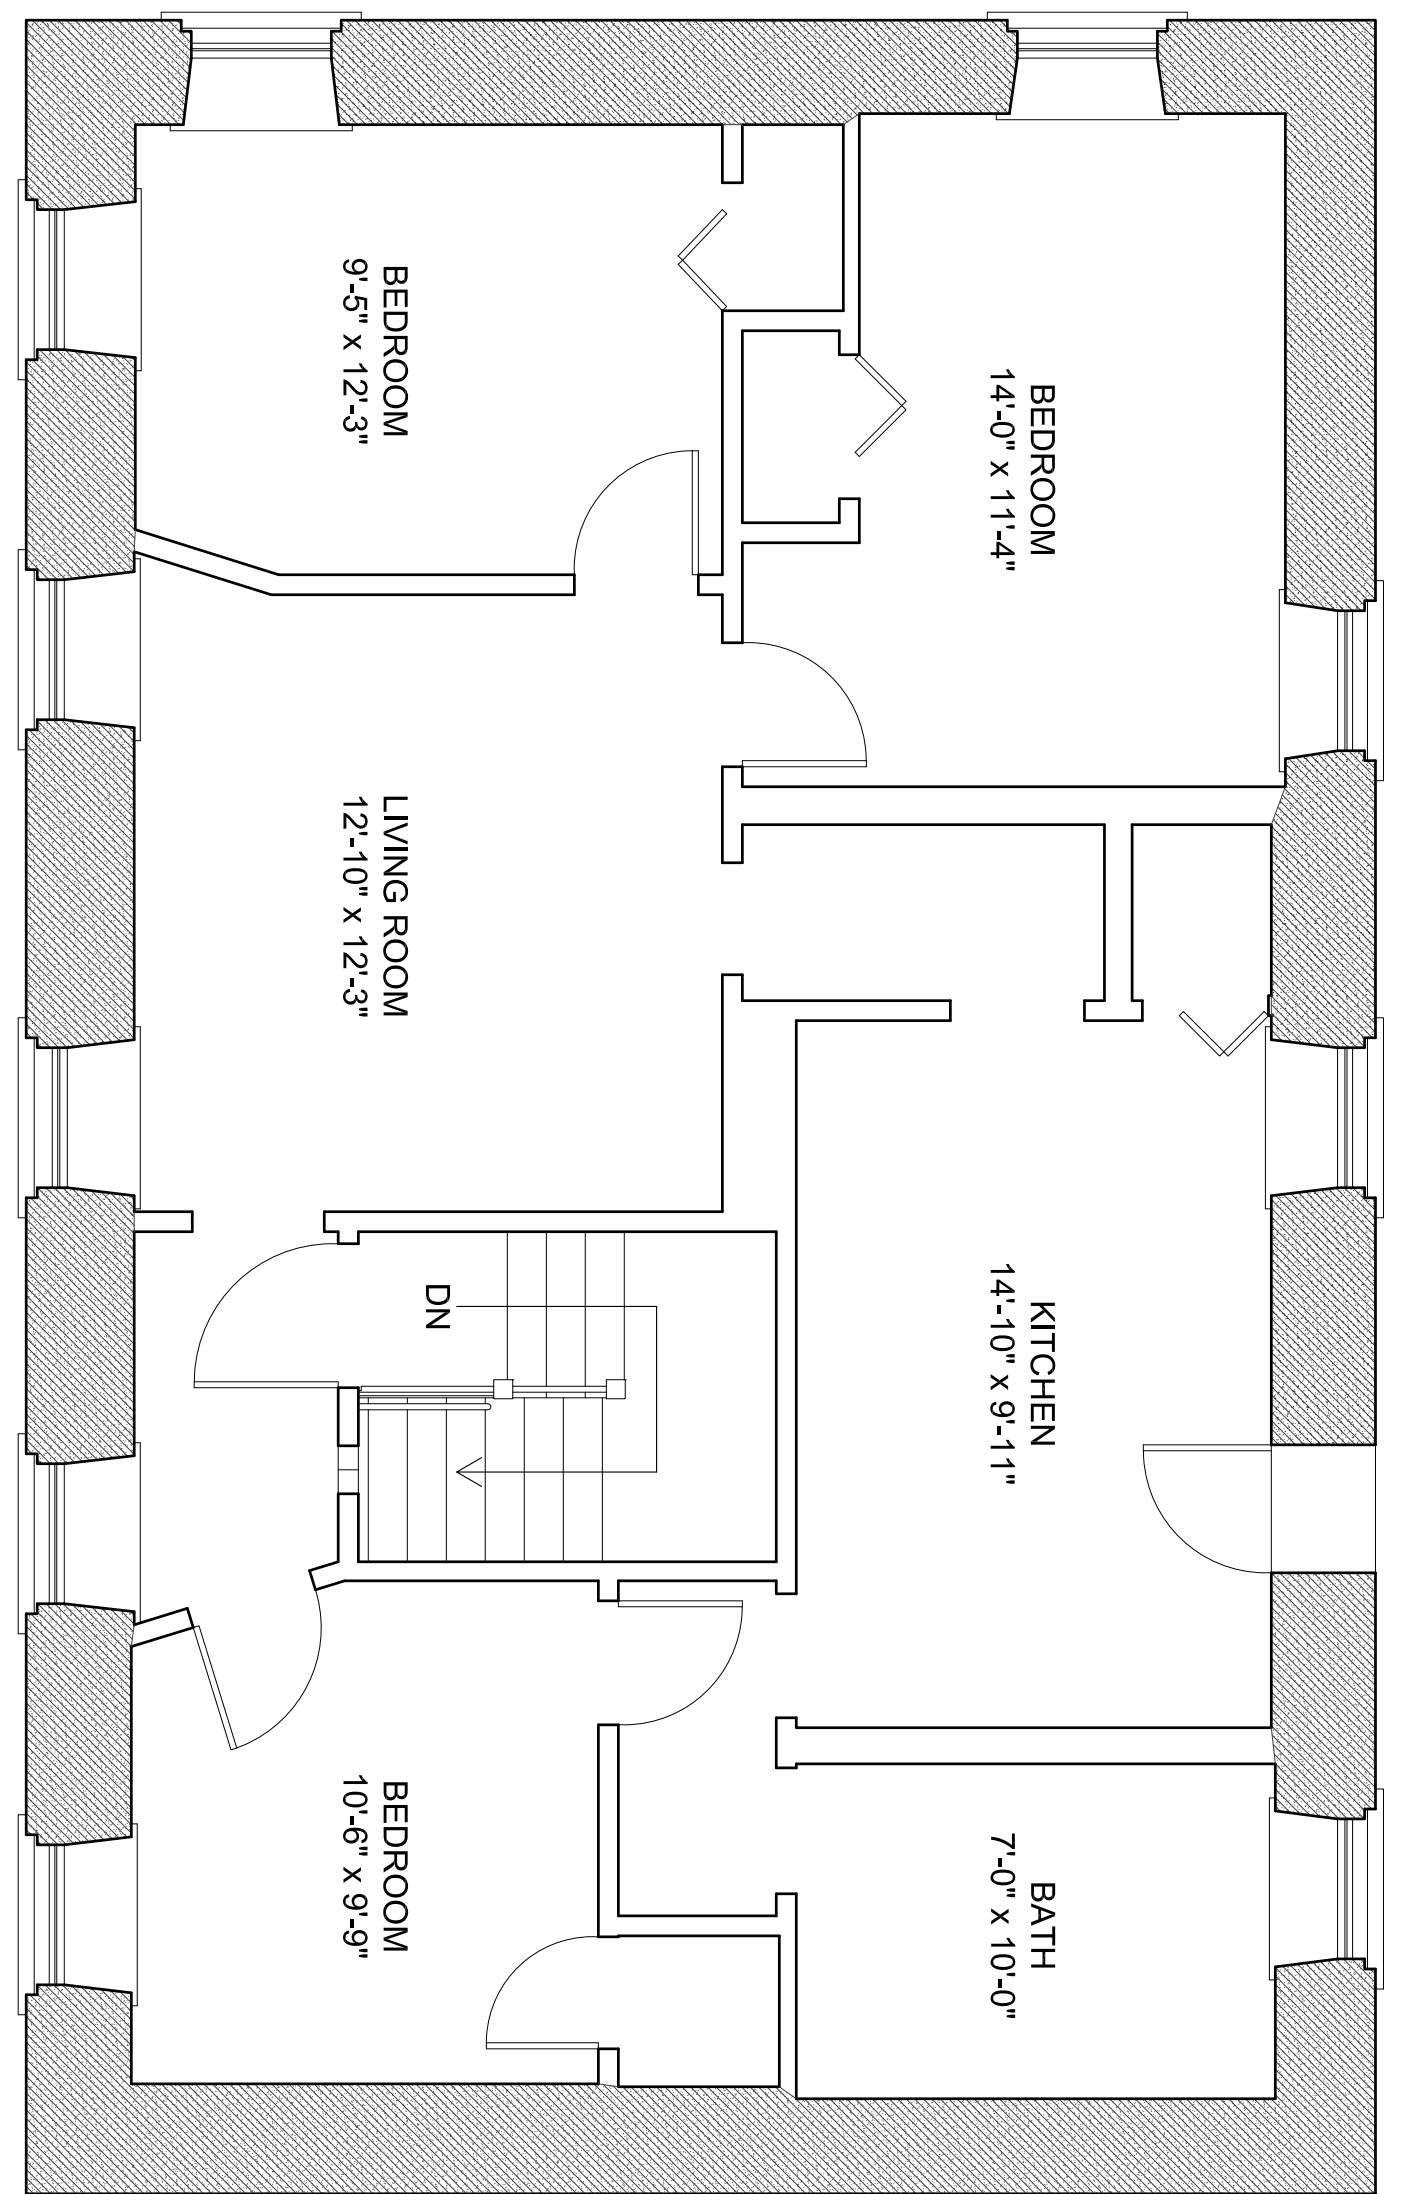 BEDROOM
14'-0" x 11'-4"
KITCHEN
14'-10" x 9'-11"
BATH
7'-0" x 10'-0"
DN
BEDROOM
9'-5" x 12'-3"
LIVING ROOM
12'-10" x 12'-3"
BEDROOM
10'-6" x 9'-9"